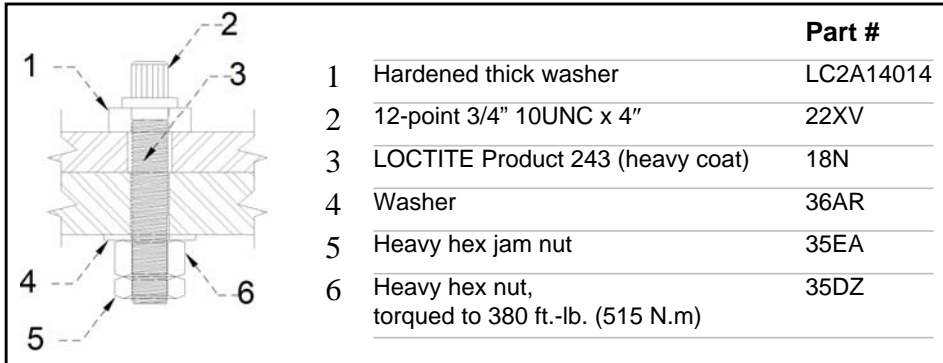 2
1
3
4
6
5
Part #
1 Hardened thick washer LC2A14014
2 12-point 3/4” 10UNC x 4″ 22XV
3 LOCTITE Product 243 (heavy coat) 18N
4 Washer 36AR
5 Heavy hex jam nut 35EA
6 Heavy hex nut, 35DZ
torqued to 380 ft.-lb. (515 N.m)